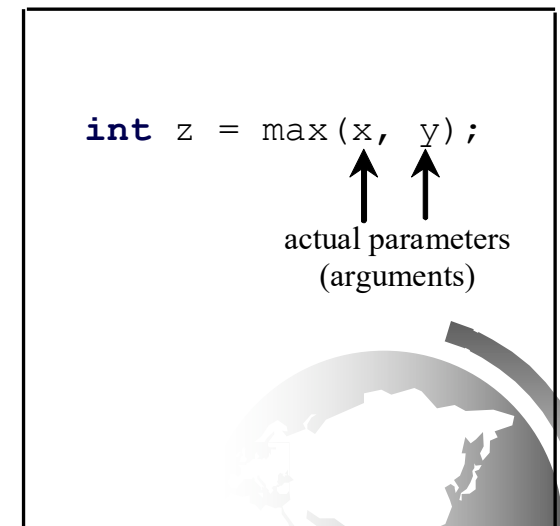 int z = max(x, y);
actual parameters
(arguments)